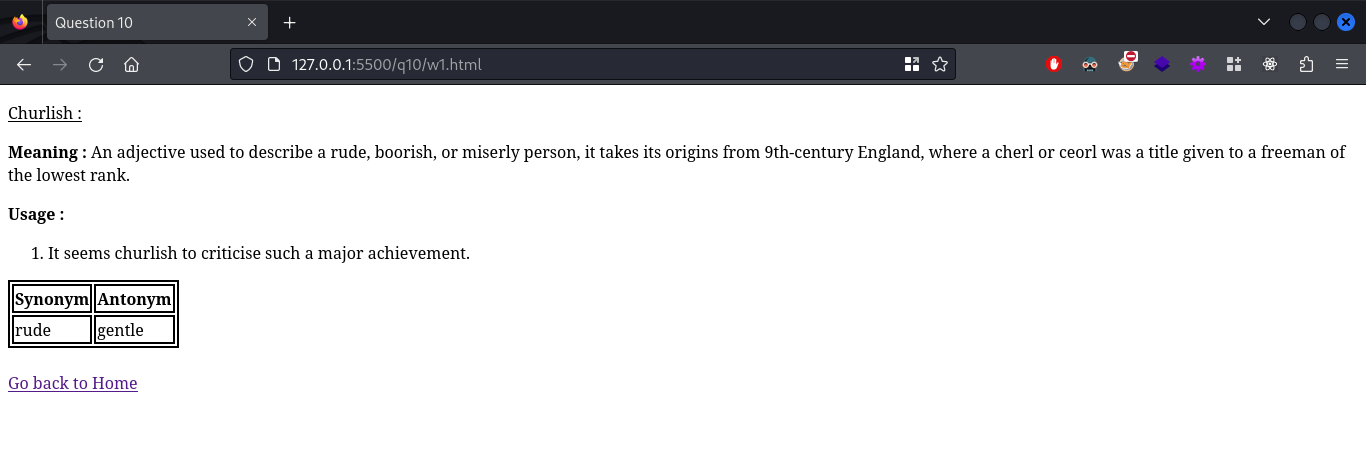 Question 10
127.0.0.1:5500/q10/w1.html
Churlish :
Meaning : An adjective used to describe a rude, boorish, or miserly person, it takes its origins from 9th-century England, where a cherl or ceorl was a title given to a freeman of
the lowest rank.
Usage :
1. It seems churlish to criticise such a major achievement.
Synonym Antonym
rude gentle
Go back to Home